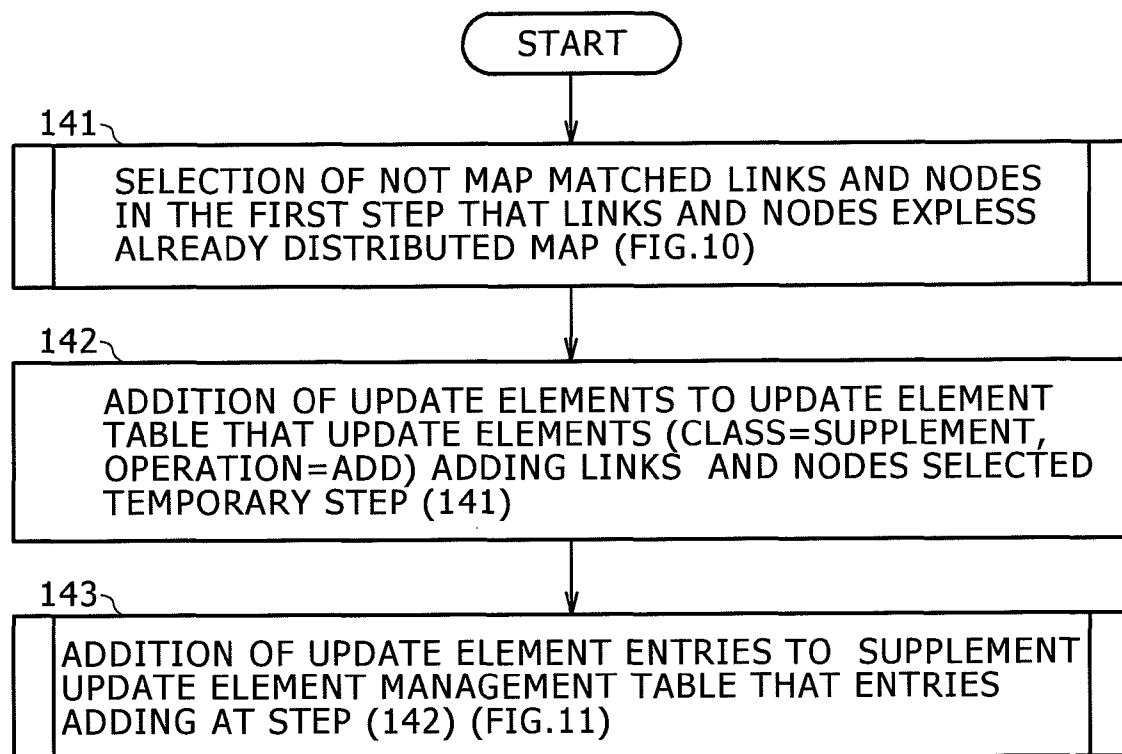 START
141
SELECTION OF NOT MAP MATCHED LINKS AND NODES
IN THE FIRST STEP THAT LINKS AND NODES EXPLESS
ALREADY DISTRIBUTED MAP (FIG.10)
142
ADDITION OF UPDATE ELEMENTS TO UPDATE ELEMENT
TABLE THAT UPDATE ELEMENTS (CLASS=SUPPLEMENT,
OPERATION=ADD) ADDING LINKS AND NODES SELECTED
TEMPORARY STEP (141)
143
ADDITION OF UPDATE ELEMENT ENTRIES TO SUPPLEMENT
UPDATE ELEMENT MANAGEMENT TABLE THAT ENTRIES
ADDING AT STEP (142) (FIG.11)